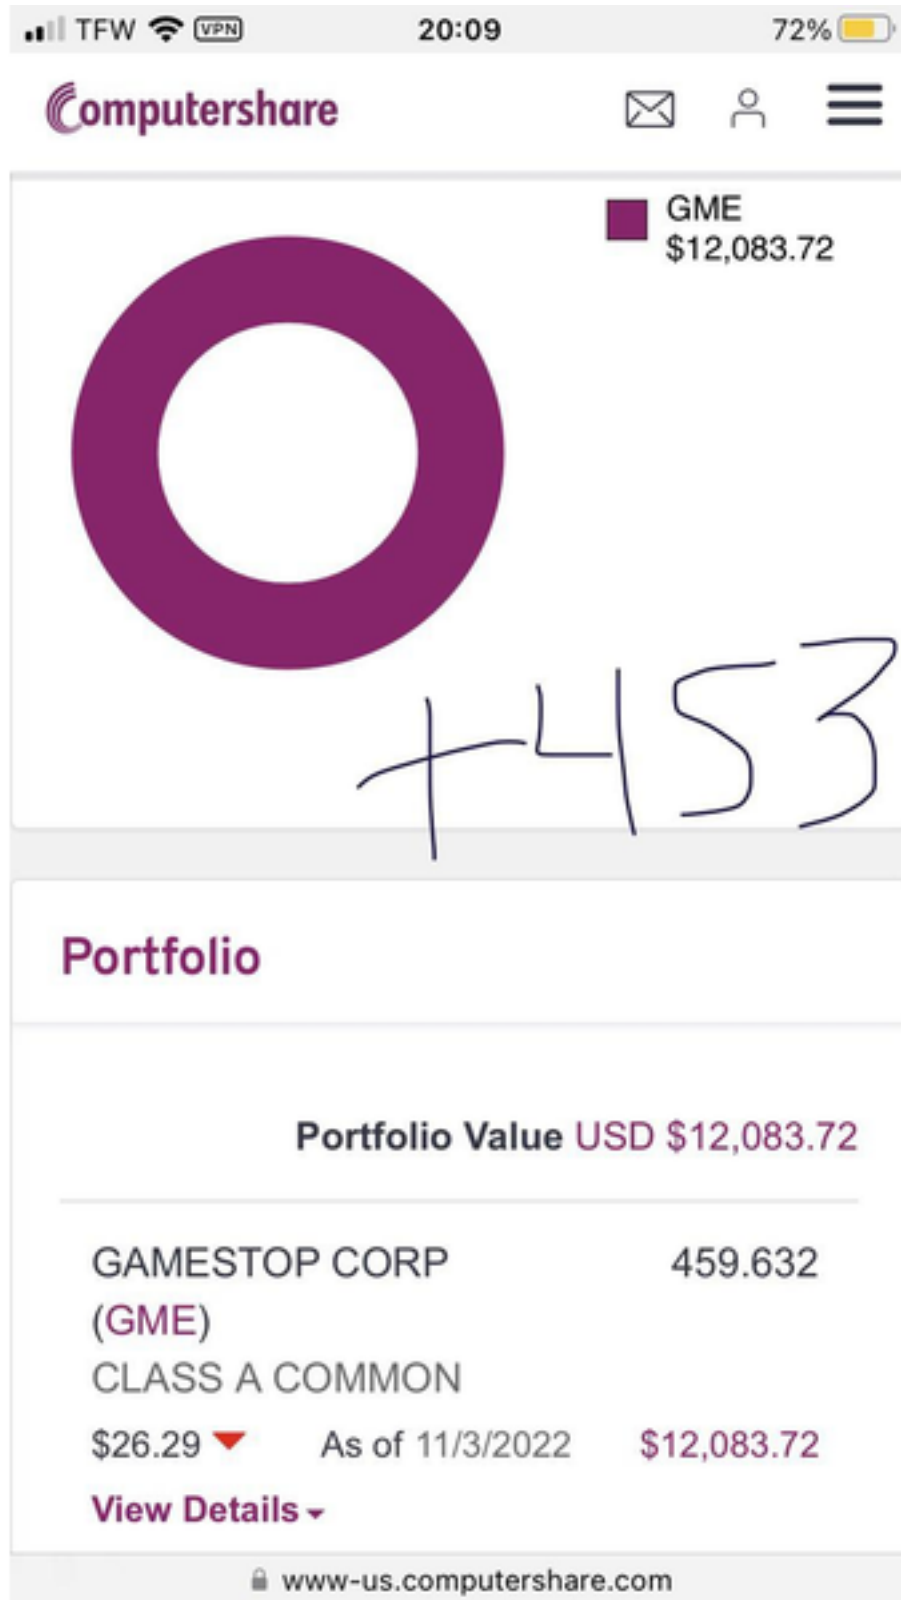 TFW VPN 20:09 72%
Computershare
GME
$12,083.72
+453
Portfolio
Portfolio Value USD $12,083.72
GAMESTOP CORP 459.632
(GME)
CLASS A COMMON
$26.29 As of 11/3/2022 $12,083.72
View Details
www-us.computershare.com